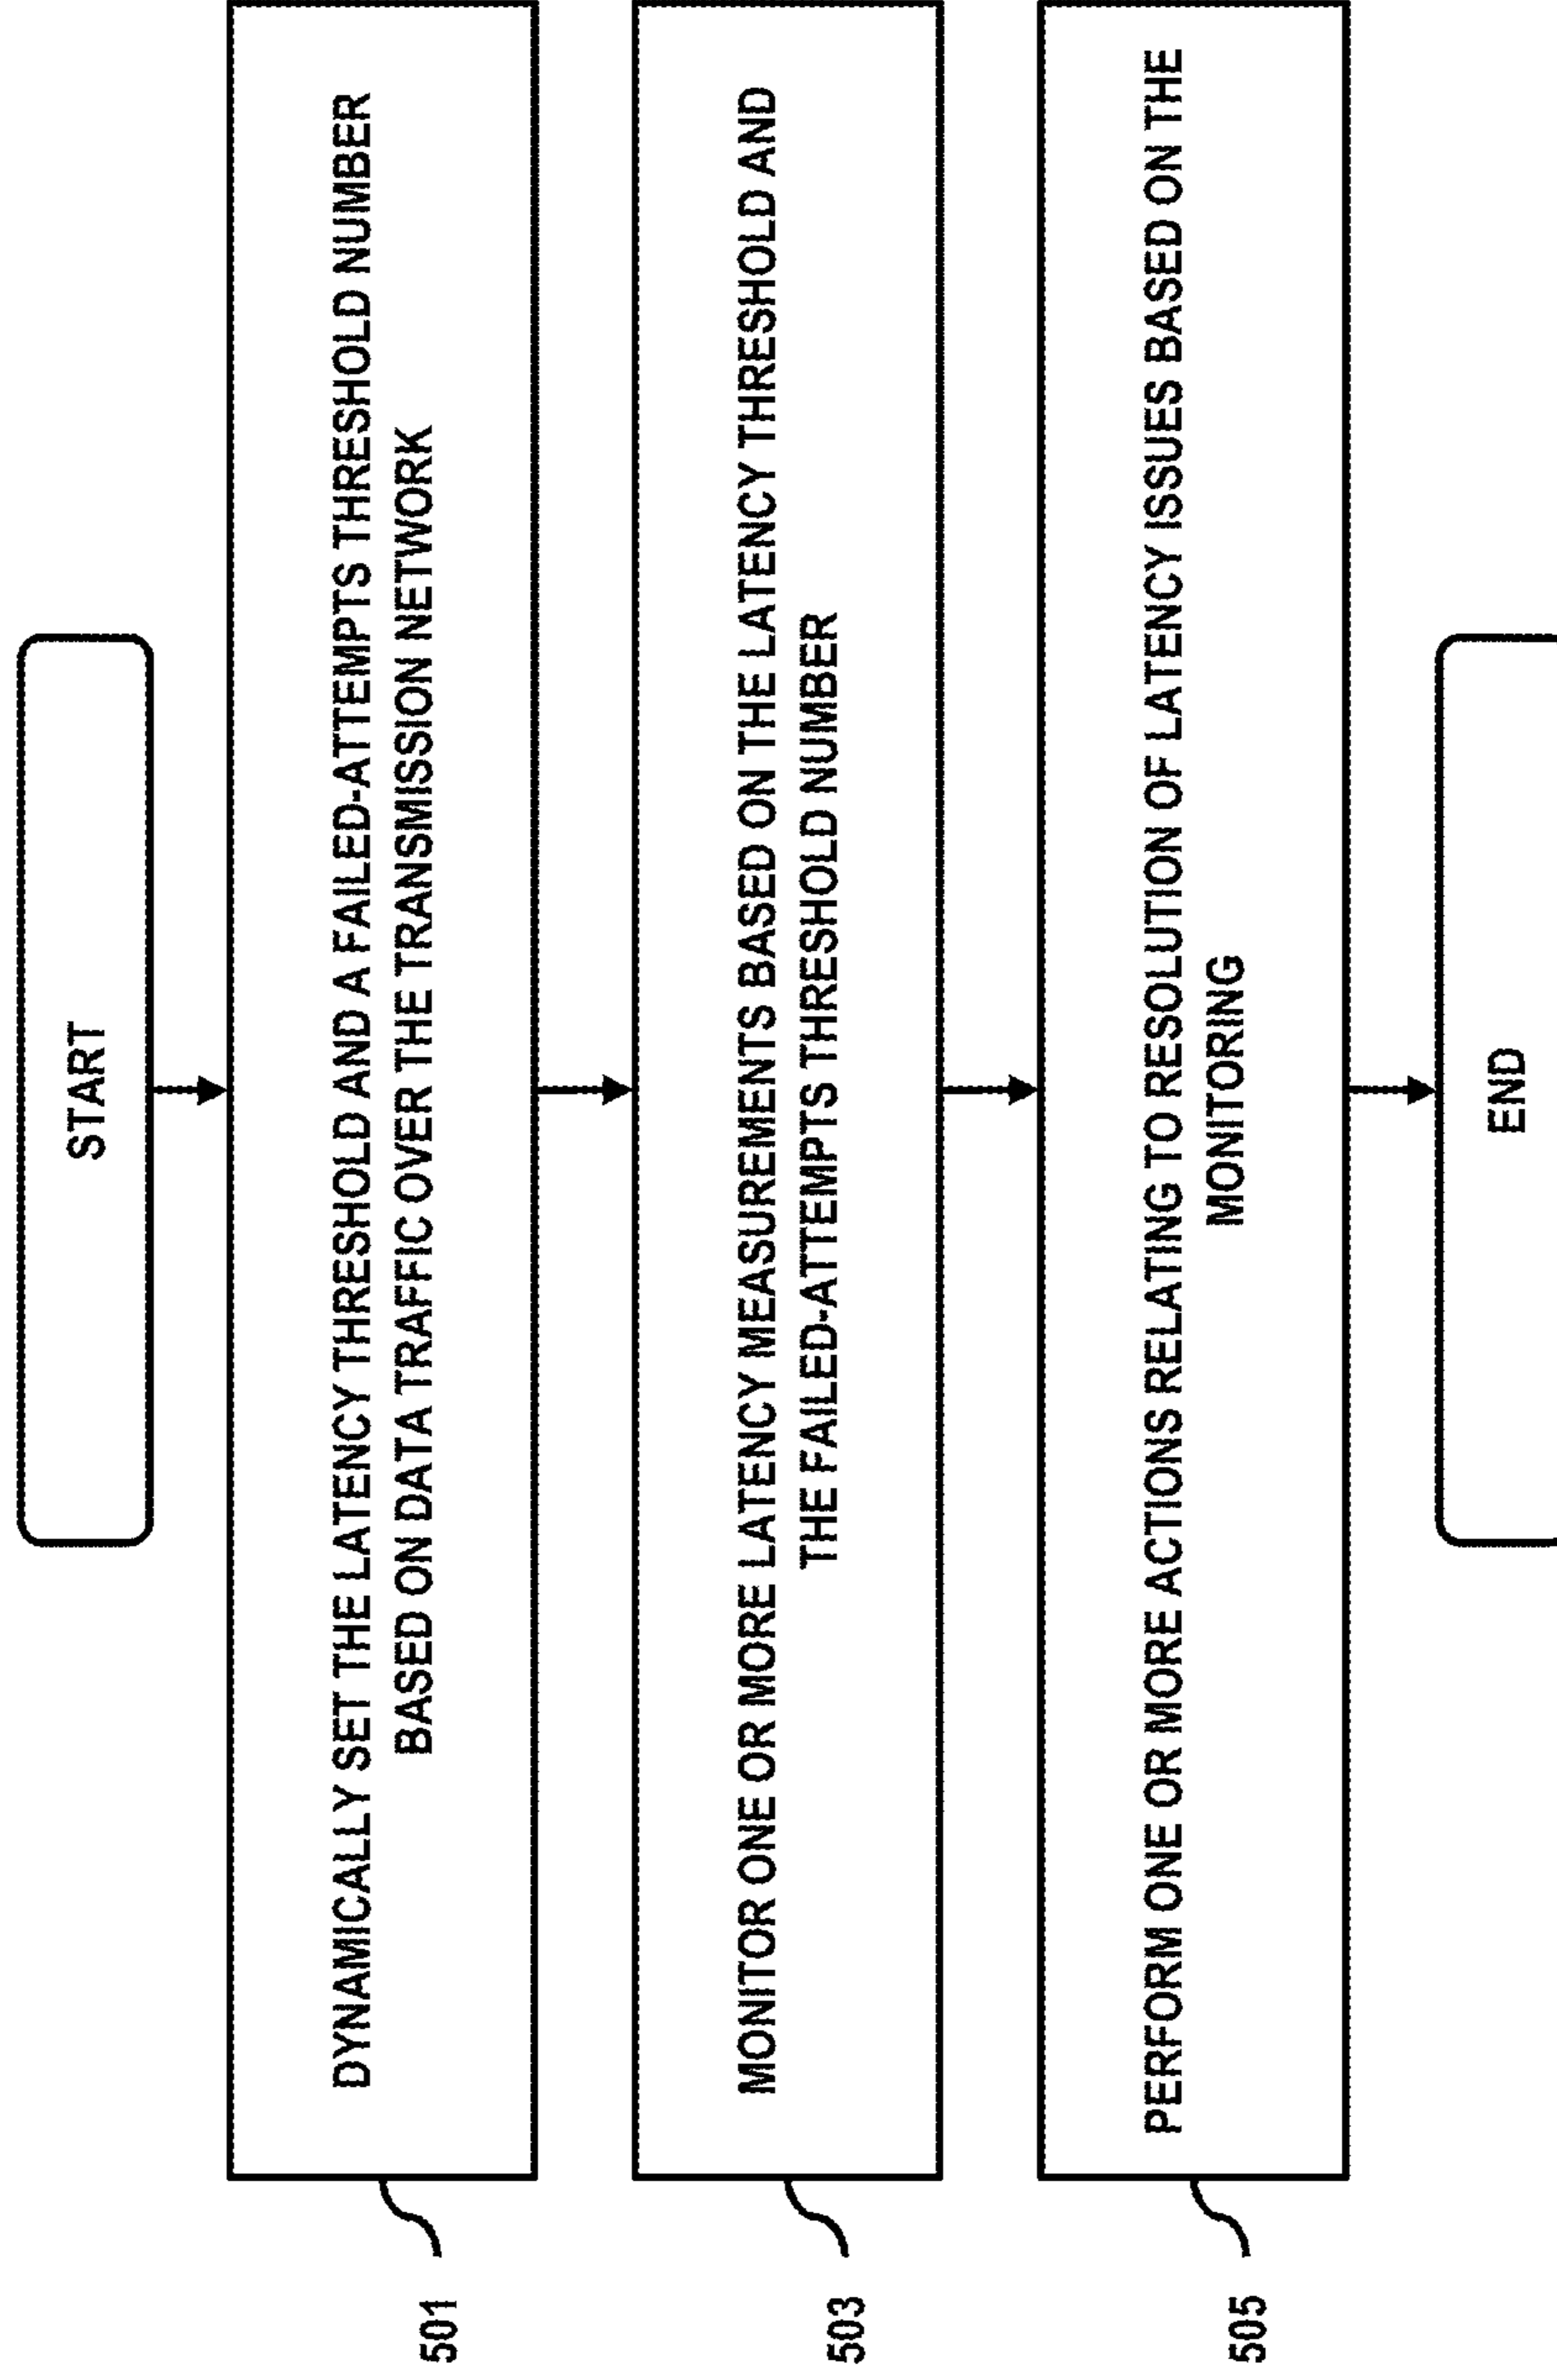 START
DYNAMICALLY SET THE LATENCY THRESHOLD AND A FAILED-ATTEMPTS THRESHOLD NUMBER
BASED ON DATA TRAFFIC OVER THE TRANSMISSION NETWORK
501
MONITOR ONE OR MORE LATENCY MEASUREMENTS BASED ON THE LATENCY THRESHOLD AND
THE FAILED-ATTEMPTS THRESHOLD NUMBER
503
PERFORM ONE OR MORE ACTIONS RELATING TO RESOLUTION OF LATENCY ISSUES BASED ON THE
MONITORING
505
END